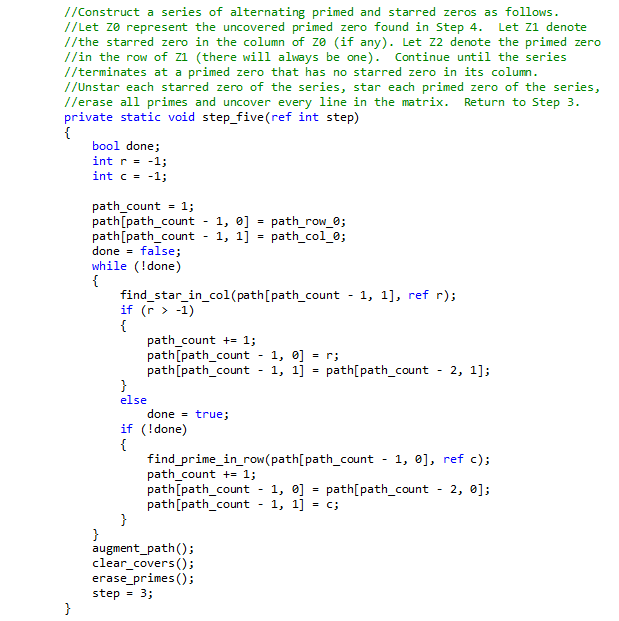 //Construct a series of alternating primed and starred zeros as follows.
//Let Z0 represent the uncovered primed zero found in Step 4.  Let Z1 denote
//the starred zero in the column of Z0 (if any). Let Z2 denote the primed zero
//in the row of Z1 (there will always be one).  Continue until the series
//terminates at a primed zero that has no starred zero in its column.
//Unstar each starred zero of the series, star each primed zero of the series,
//erase all primes and uncover every line in the matrix.  Return to Step 3.
private static void step_five(ref int step)
{
    bool done;
    int r = -1;
    int c = -1;

    path_count = 1;
    path[path_count - 1, 0] = path_row_0;
    path[path_count - 1, 1] = path_col_0;
    done = false;
    while (!done)
    {
        find_star_in_col(path[path_count - 1, 1], ref r);
        if (r > -1)
        {
            path_count += 1;
            path[path_count - 1, 0] = r;
            path[path_count - 1, 1] = path[path_count - 2, 1];
        }
        else
            done = true;
        if (!done)
        {
            find_prime_in_row(path[path_count - 1, 0], ref c);
            path_count += 1;
            path[path_count - 1, 0] = path[path_count - 2, 0];
            path[path_count - 1, 1] = c;
        }
    }
    augment_path();
    clear_covers();
    erase_primes();
    step = 3;
}